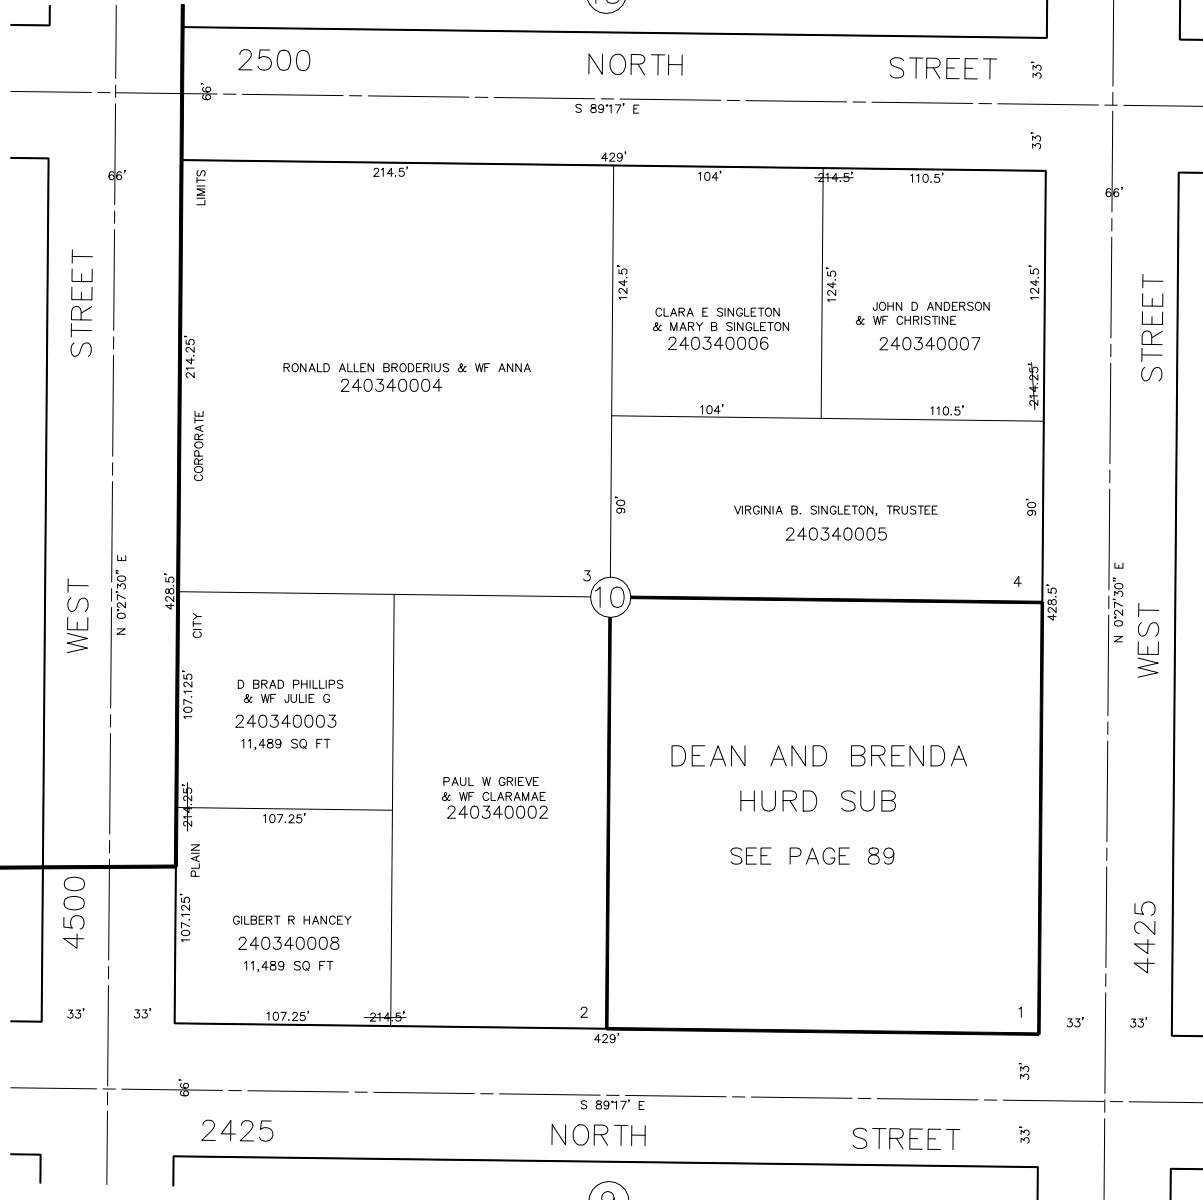 2500 NORTH STREET
33'
66'
S 89°17' E
33'
429'
66'
LIMITS
214.5'
104'
214.5'
110.5'
66'
STREET
STREET
124.5'
124.5'
124.5'
CLARA E SINGLETON
& MARY B SINGLETON
240340006
JOHN D ANDERSON
& WF CHRISTINE
240340007
214.25'
RONALD ALLEN BRODERIUS & WF ANNA
240340004
214.25'
104'
110.5'
CORPORATE
90'
VIRGINIA B. SINGLETON, TRUSTEE
240340005
90'
3
10
4
WEST
N 0°27'30" E
428.5'
428.5'
N 0°27'30" E
WEST
CITY
107.125'
D BRAD PHILLIPS
& WF JULIE G
240340003
11,489 SQ FT
DEAN AND BRENDA
HURD SUB
SEE PAGE 89
PAUL W GRIEVE
& WF CLARAMAE
240340002
214.25'
107.25'
PLAIN
4500
107.125'
GILBERT R HANCEY
240340008
11,489 SQ FT
4425
33'
33'
107.25'
214.5'
2
1
33'
33'
429'
33'
66'
S 89°17' E
2425 NORTH STREET
33'